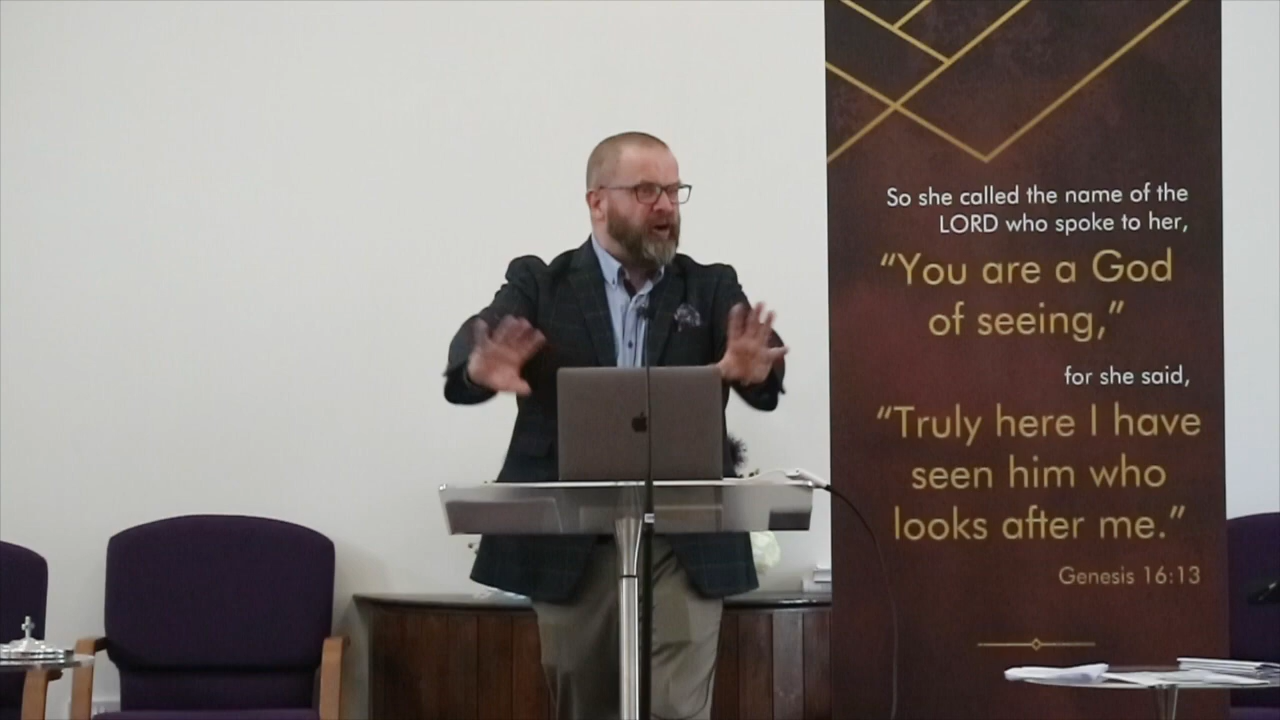 So she called the name of the
LORD who spoke to her,
“You are a God
of seeing,”
for she said,
“Truly here I have
seen him who
looks after me.”
Genesis 16:13